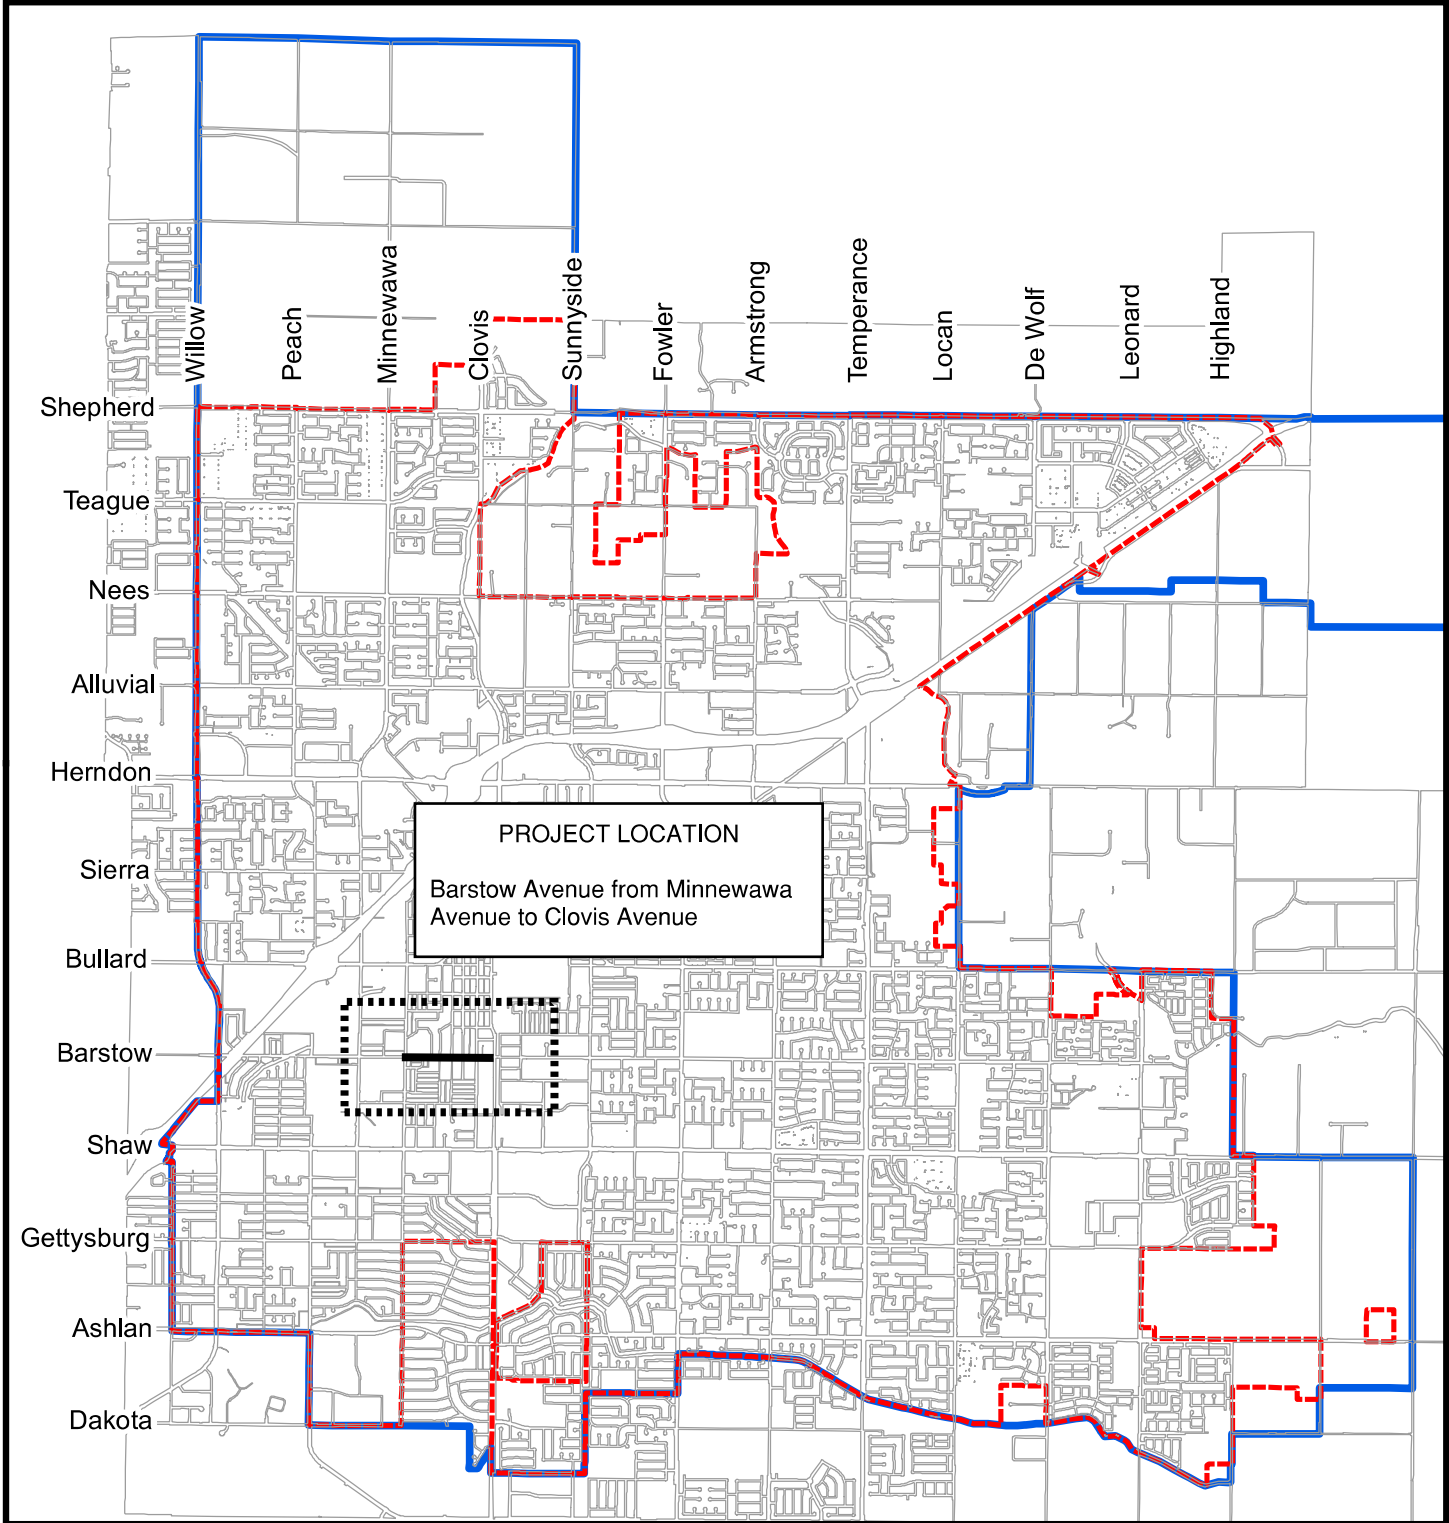 Willow
Peach
Minnewawa
Clovis
Sunnyside
Fowler
Armstrong
Temperance
Locan
De Wolf
Leonard
Highland
Shepherd
Teague
Nees
Alluvial
Herndon
Sierra
Bullard
Barstow
Shaw
Gettysburg
Ashlan
Dakota
PROJECT LOCATION
Barstow Avenue from Minnewawa
Avenue to Clovis Avenue